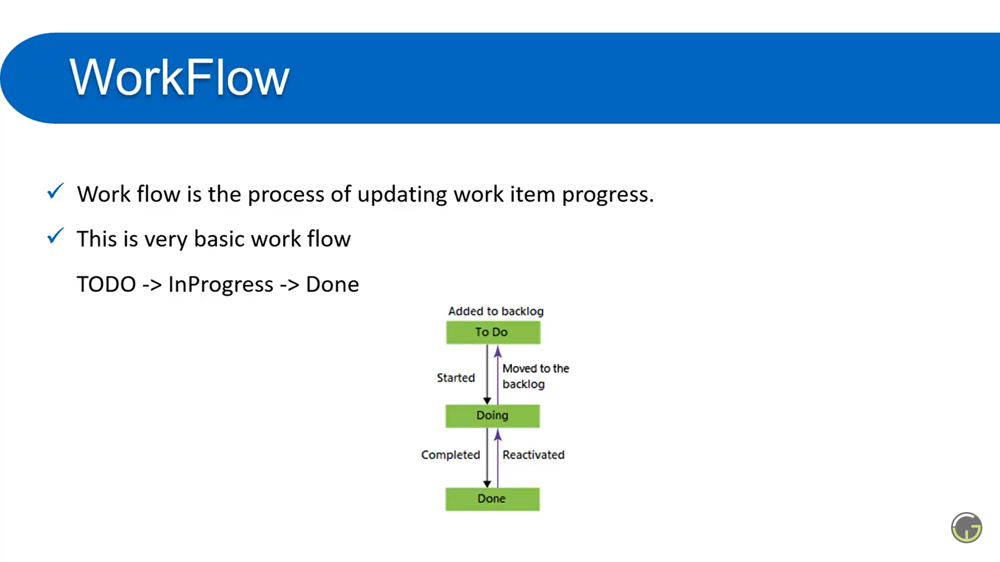 WorkFlow
Work flow is the process of updating work item progress.
This is very basic work flow
TODO -> InProgress -> Done
Added to backlog
To Do
Started
Moved to the
backlog
Doing
Completed
Reactivated
Done